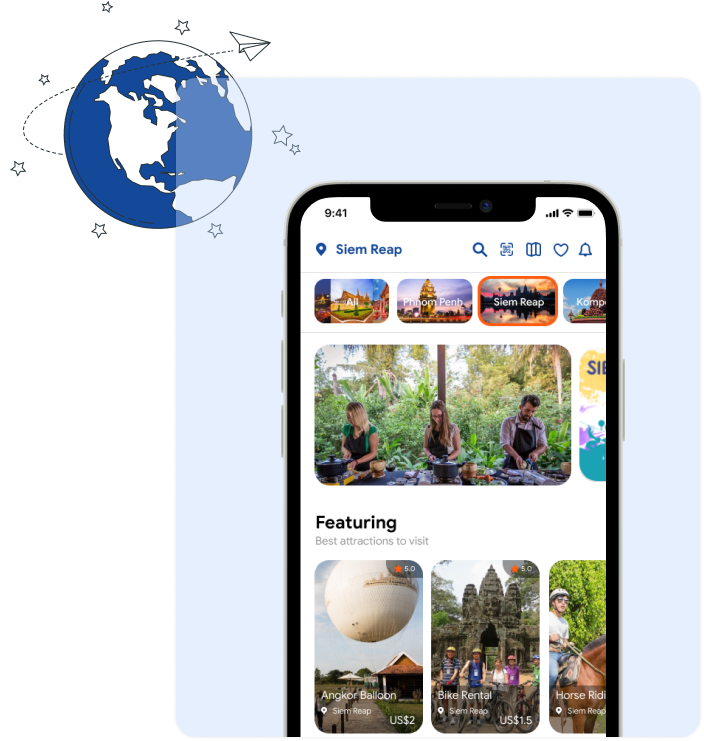 9:41
Siem Reap
All
Phnom Penh
Siem Reap
Komp
SIE
Featuring
Best attractions to visit
5.0
5.0
Angkor Balloon
Siem Reap
US$2
Bike Rental
Siem Reap
US$1.5
Horse Ridi
Siem Reap